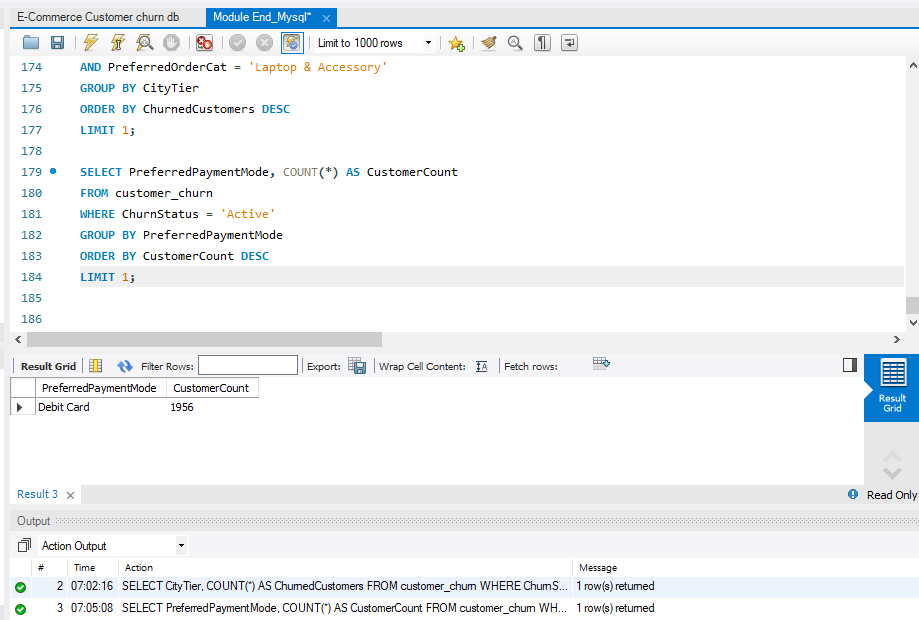 E-Commerce Customer churn db Module End_Mysql* ×
Limit to 1000 rows
174 AND PreferredOrderCat = 'Laptop & Accessory'
175 GROUP BY CityTier
176 ORDER BY ChurnedCustomers DESC
177 LIMIT 1;
178
179 SELECT PreferredPaymentMode, COUNT(*) AS CustomerCount
180 FROM customer_churn
181 WHERE ChurnStatus = 'Active'
182 GROUP BY PreferredPaymentMode
183 ORDER BY CustomerCount DESC
184 LIMIT 1;
185
186
Result Grid Filter Rows: Export: Wrap Cell Content: Fetch rows:
PreferredPaymentMode CustomerCount
Debit Card 1956
Result Grid
Result 3 × Read Only
Output
Action Output
# Time Action Message
2 07:02:16 SELECT CityTier, COUNT(*) AS ChurnedCustomers FROM customer_churn WHERE ChurnS... 1 row(s) returned
3 07:05:08 SELECT PreferredPaymentMode, COUNT(*) AS CustomerCount FROM customer_churn WH... 1 row(s) returned